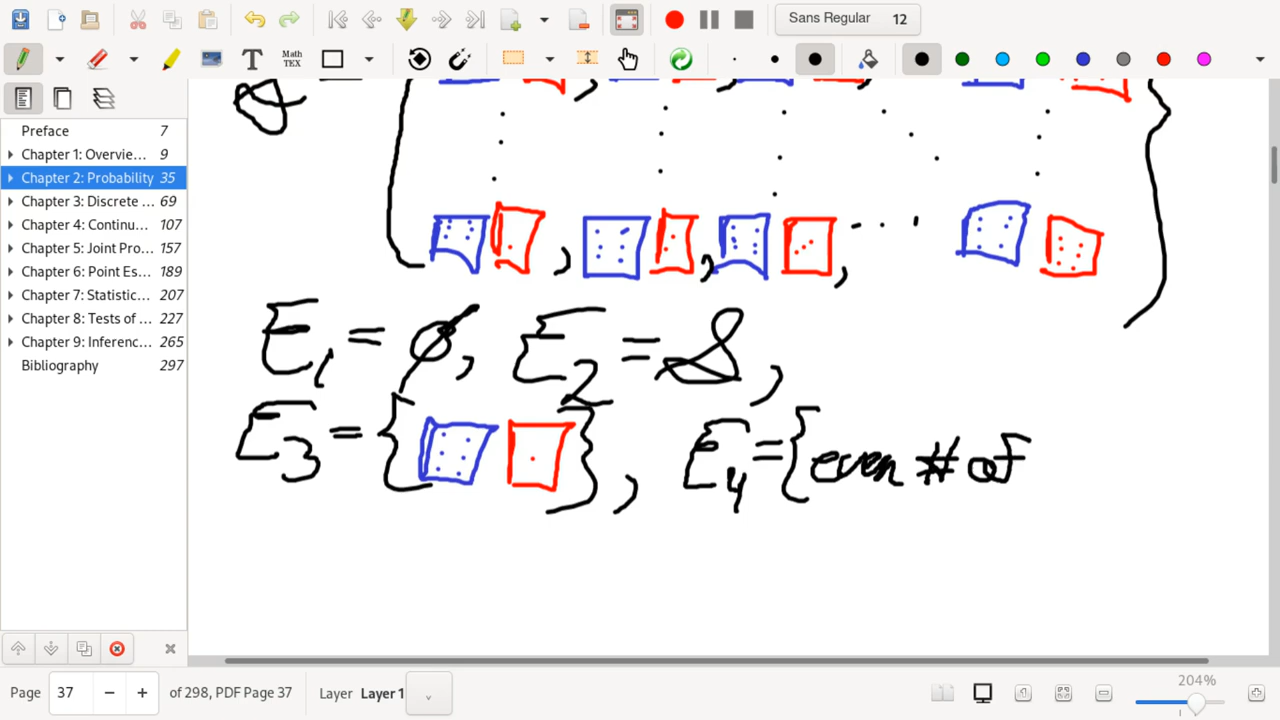 Sans Regular 12
Math
TEX
Preface 7
Chapter 1: Overvie... 9
Chapter 2: Probability 35
Chapter 3: Discrete ... 69
Chapter 4: Continu... 107
Chapter 5: Joint Pro... 157
Chapter 6: Point Es... 189
Chapter 7: Statistic... 207
Chapter 8: Tests of ... 227
Chapter 9: Inferenc... 265
Bibliography 297
E₁ = ∅, E₂ = S,
E₃ = { }, E₄ = {even # of
Page 37 of 298, PDF Page 37 Layer Layer 1 204%